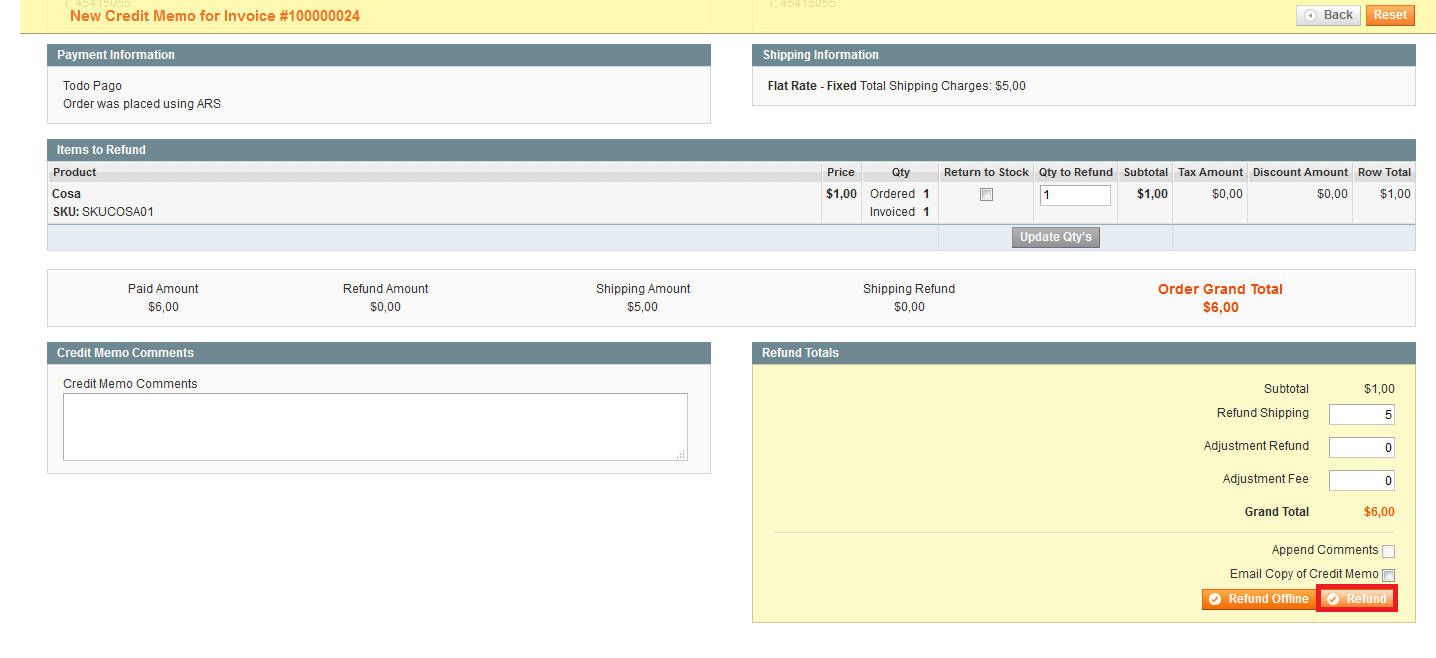 T: 45415055
T: 45415055
New Credit Memo for Invoice #100000024
Back
Reset
Payment Information
Todo Pago
Order was placed using ARS
Shipping Information
Flat Rate - Fixed Total Shipping Charges: $5,00
Items to Refund
Product Price Qty Return to Stock Qty to Refund Subtotal Tax Amount Discount Amount Row Total
Cosa $1,00 Ordered 1 1 $1,00 $0,00 $0,00 $1,00
SKU: SKUCOSA01 Invoiced 1
Update Qty's
Paid Amount Refund Amount Shipping Amount Shipping Refund Order Grand Total
$6,00 $0,00 $5,00 $0,00 $6,00
Credit Memo Comments
Credit Memo Comments
Refund Totals
Subtotal $1,00
Refund Shipping 5
Adjustment Refund 0
Adjustment Fee 0
Grand Total $6,00
Append Comments
Email Copy of Credit Memo
Refund Offline Refund